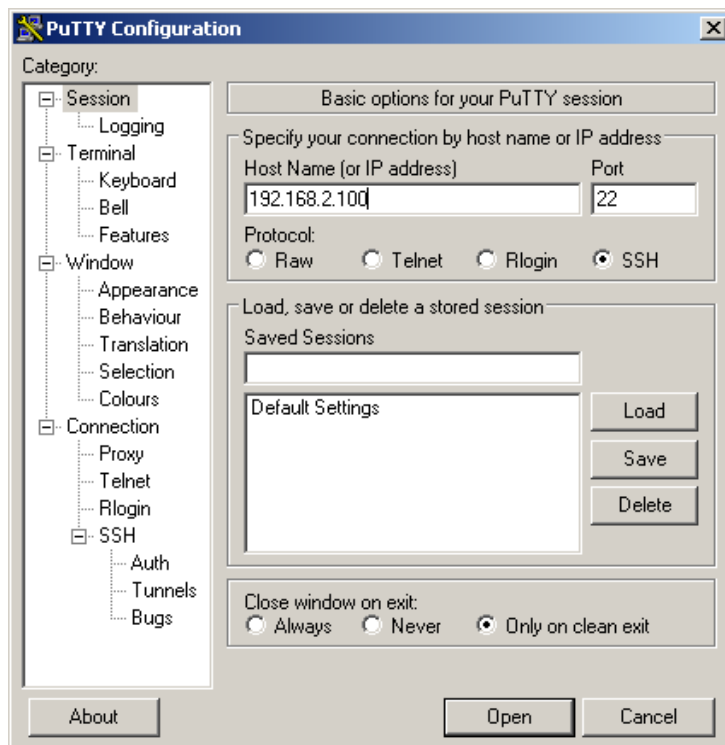 PuTTY Configuration
Category:
Session
Logging
Terminal
Keyboard
Bell
Features
Window
Appearance
Behaviour
Translation
Selection
Colours
Connection
Proxy
Telnet
Rlogin
SSH
Auth
Tunnels
Bugs
Basic options for your PuTTY session
Specify your connection by host name or IP address
Host Name (or IP address) Port
192.168.2.100 22
Protocol:
Raw Telnet Rlogin SSH
Load, save or delete a stored session
Saved Sessions
Default Settings
Load
Save
Delete
Close window on exit:
Always Never Only on clean exit
About Open Cancel